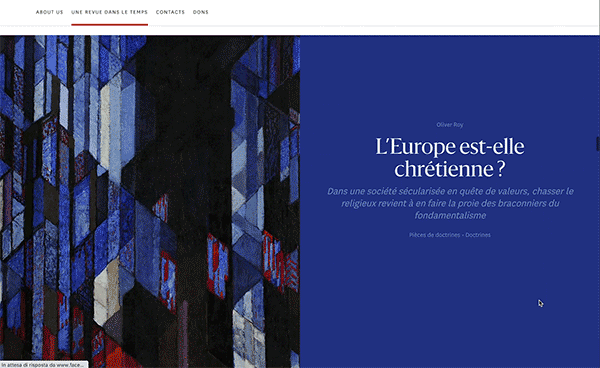 ABOUT US UNE REVUE DANS LE TEMPS CONTACTS DONS
Oliver Roy
L'Europe est-elle
chrétienne ?
Dans une société sécularisée en quête de valeurs, chasser le
religieux revient à en faire la proie des braconniers du
fondamentalisme
Pièces de doctrines - Doctrines
In attesa di risposta da www.face...